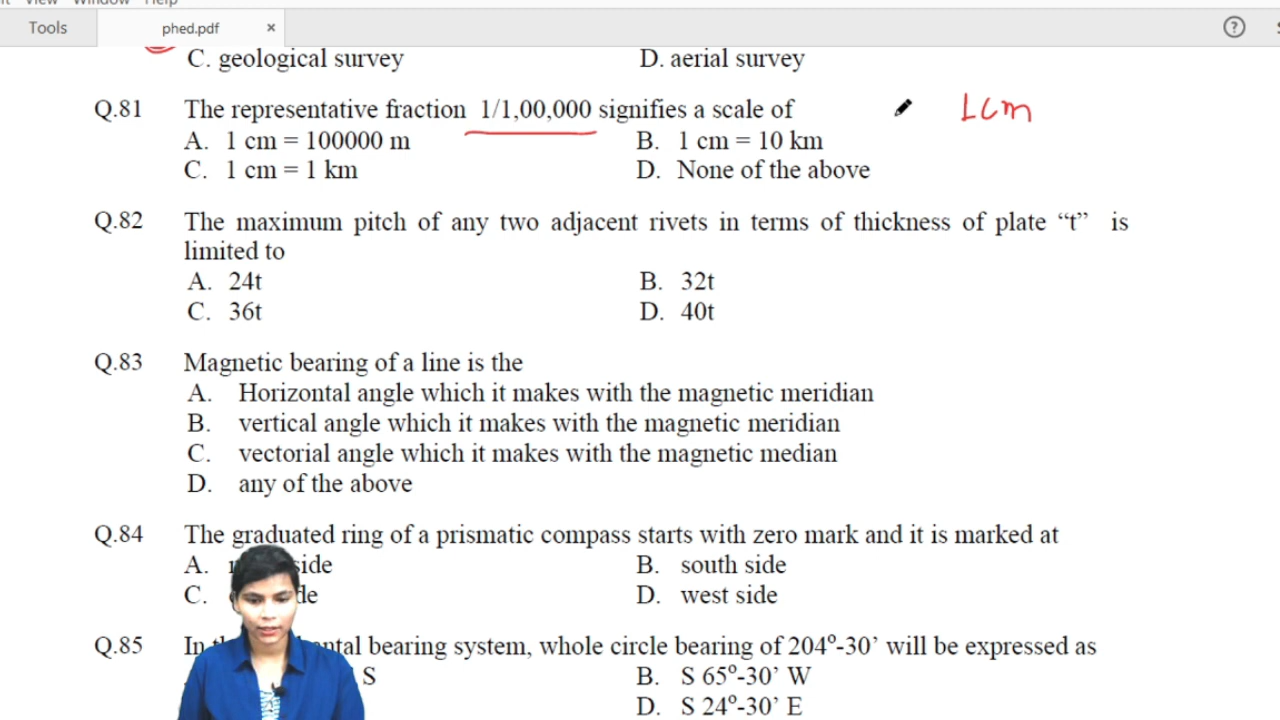 Tools phed.pdf ×
C. geological survey D. aerial survey
Q.81 The representative fraction 1/1,00,000 signifies a scale of 1cm
A. 1 cm = 100000 m B. 1 cm = 10 km
C. 1 cm = 1 km D. None of the above
Q.82 The maximum pitch of any two adjacent rivets in terms of thickness of plate “t” is
limited to
A. 24t B. 32t
C. 36t D. 40t
Q.83 Magnetic bearing of a line is the
A. Horizontal angle which it makes with the magnetic meridian
B. vertical angle which it makes with the magnetic meridian
C. vectorial angle which it makes with the magnetic median
D. any of the above
Q.84 The graduated ring of a prismatic compass starts with zero mark and it is marked at
A. side B. south side
C. D. west side
Q.85 In bearing system, whole circle bearing of 204⁰-30’ will be expressed as
S B. S 65⁰-30’ W
D. S 24⁰-30’ E